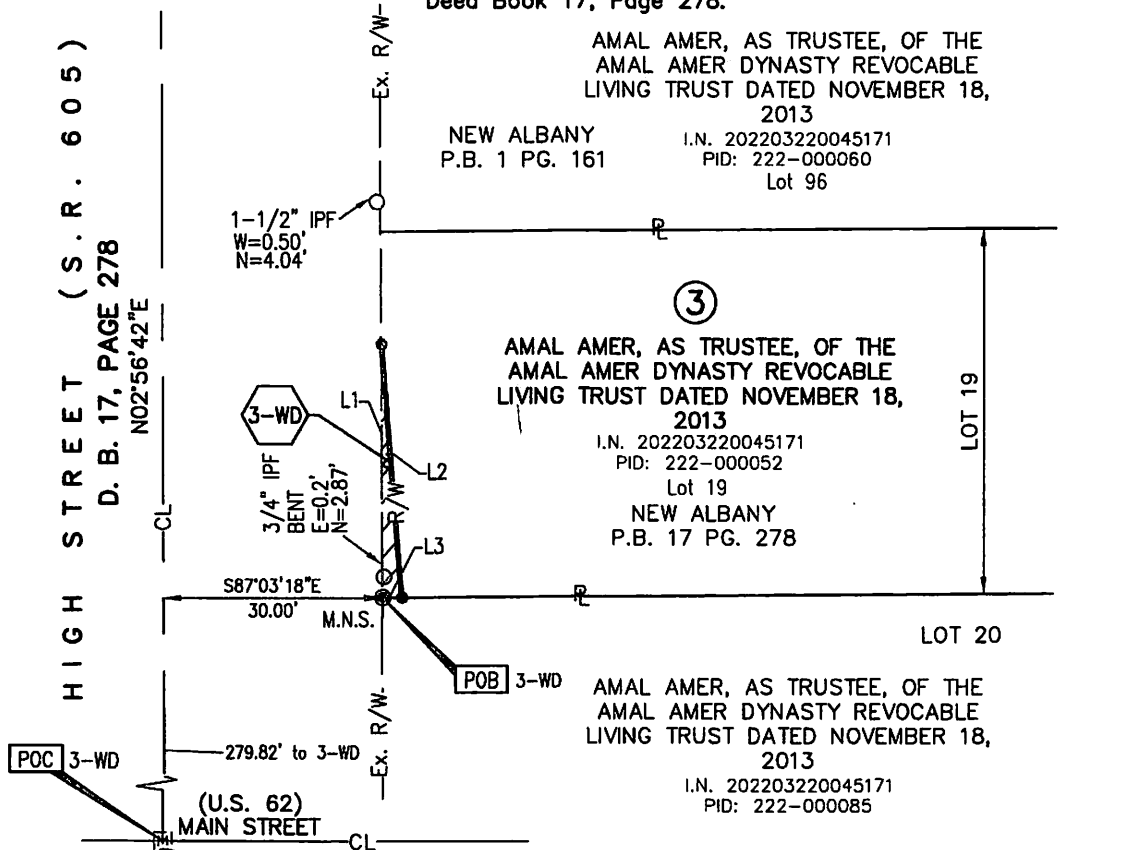 Deed Book 17, Page 278.
Ex. R/W
AMAL AMER, AS TRUSTEE, OF THE
AMAL AMER DYNASTY REVOCABLE
LIVING TRUST DATED NOVEMBER 18,
2013
I.N. 202203220045171
PID: 222-000060
Lot 96
NEW ALBANY
P.B. 1 PG. 161
HIGH STREET (S.R. 605)
D. B. 17, PAGE 278
N02°56'42"E
1-1/2" IPF
W=0.50'
N=4.04'
PL
3
AMAL AMER, AS TRUSTEE, OF THE
AMAL AMER DYNASTY REVOCABLE
LIVING TRUST DATED NOVEMBER 18,
2013
I.N. 202203220045171
PID: 222-000052
Lot 19
NEW ALBANY
P.B. 17 PG. 278
LOT 19
L1
3-WD
L2
3/4" IPF
BENT
E=0.2'
N=2.87'
R/W
CL
L3
S87°03'18"E
30.00'
M.N.S.
PL
LOT 20
POB 3-WD
AMAL AMER, AS TRUSTEE, OF THE
AMAL AMER DYNASTY REVOCABLE
LIVING TRUST DATED NOVEMBER 18,
2013
I.N. 202203220045171
PID: 222-000085
Ex. R/W
279.82' to 3-WD
POC 3-WD
(U.S. 62)
MAIN STREET
CL